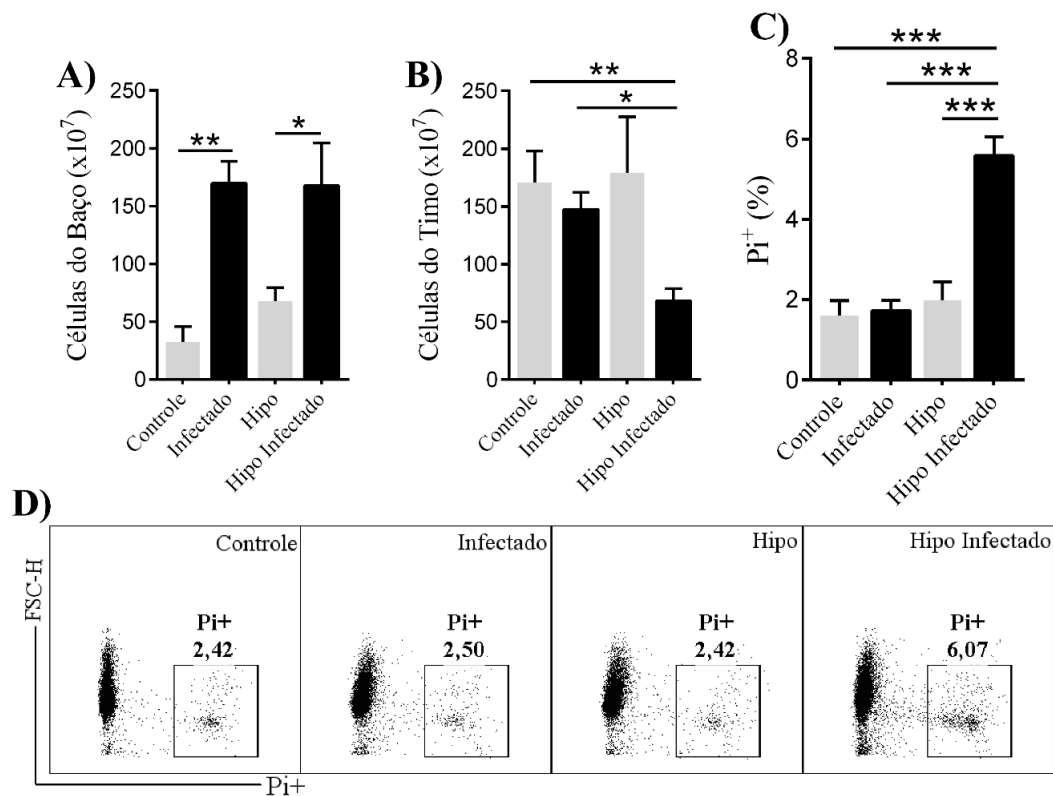 A)
Células do Baço (x10⁷)
250
200
150
100
50
0
**
*
Controle
Infectado
Hipo
Hipo Infectado
B)
Células do Timo (x10⁷)
250
200
150
100
50
0
**
*
Controle
Infectado
Hipo
Hipo Infectado
C)
Pi⁺ (%)
8
6
4
2
0
***
***
***
Controle
Infectado
Hipo
Hipo Infectado
D)
FSC-H
Controle
Pi+
2,42
Infectado
Pi+
2,50
Hipo
Pi+
2,42
Hipo Infectado
Pi+
6,07
Pi+